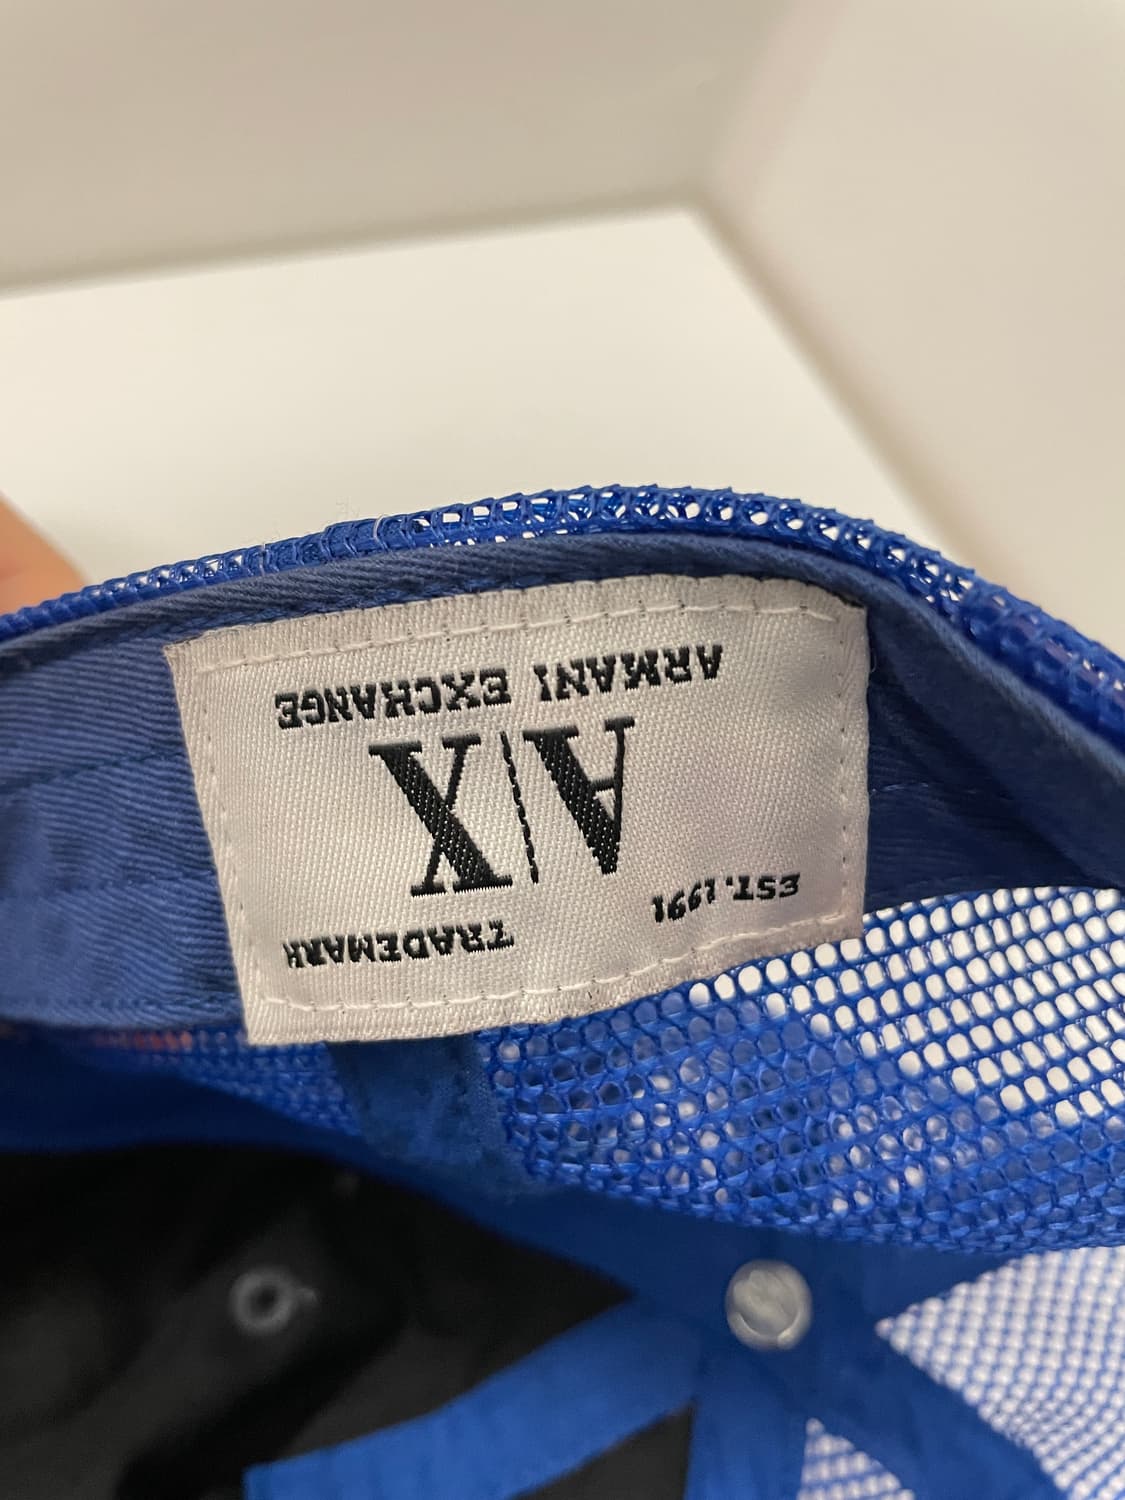 EST. 1991 TRADEMARK
A|X
ARMANI EXCHANGE